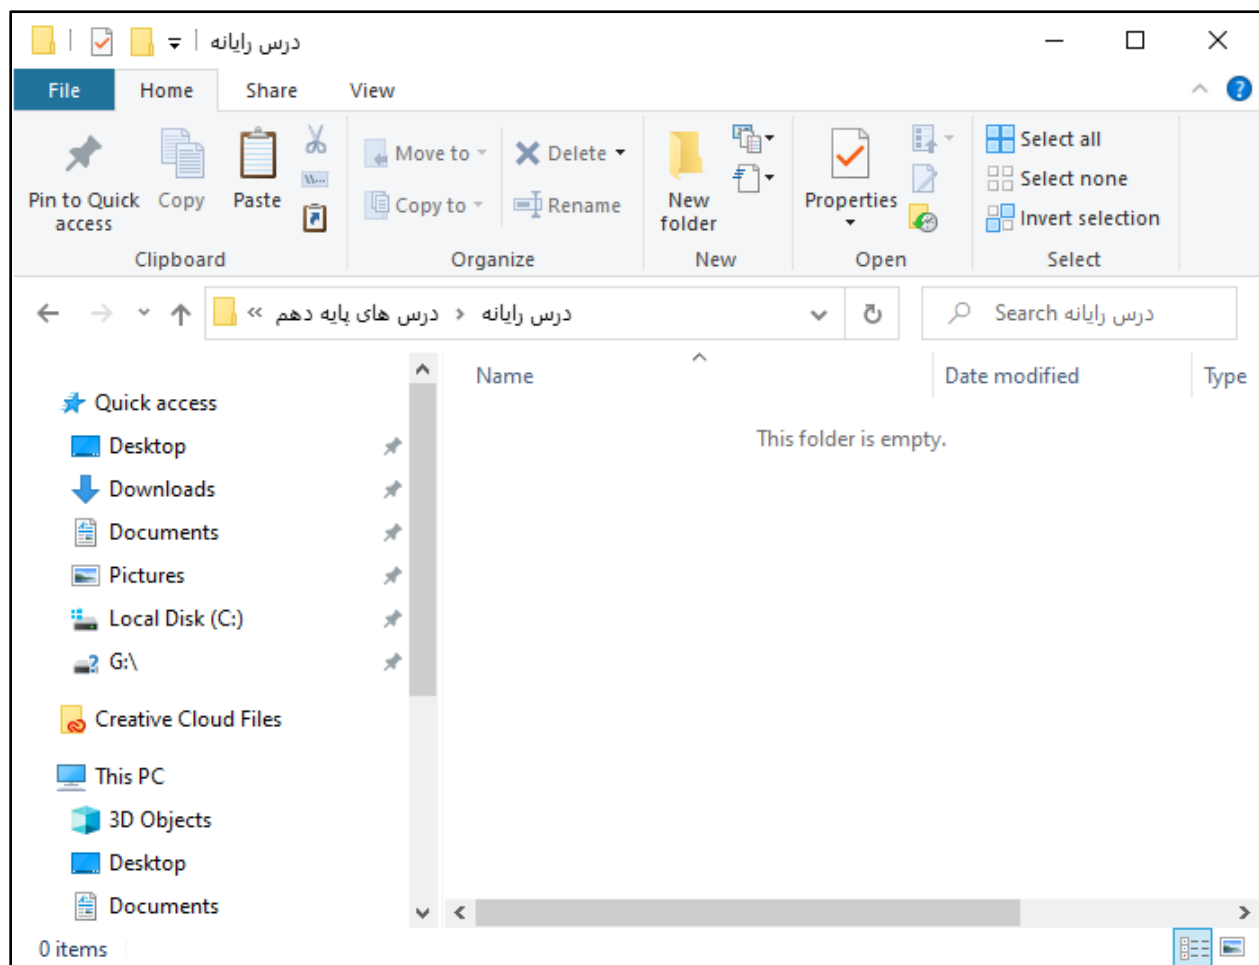 درس رایانه
File Home Share View
Pin to Quick access Copy Paste
Move to Delete
Copy to Rename
New folder
Properties
Select all
Select none
Invert selection
Clipboard Organize New Open Select
« درس های پایه دهم › درس رایانه
Search درس رایانه
Name Date modified Type
This folder is empty.
Quick access
Desktop
Downloads
Documents
Pictures
Local Disk (C:)
G:\
Creative Cloud Files
This PC
3D Objects
Desktop
Documents
0 items